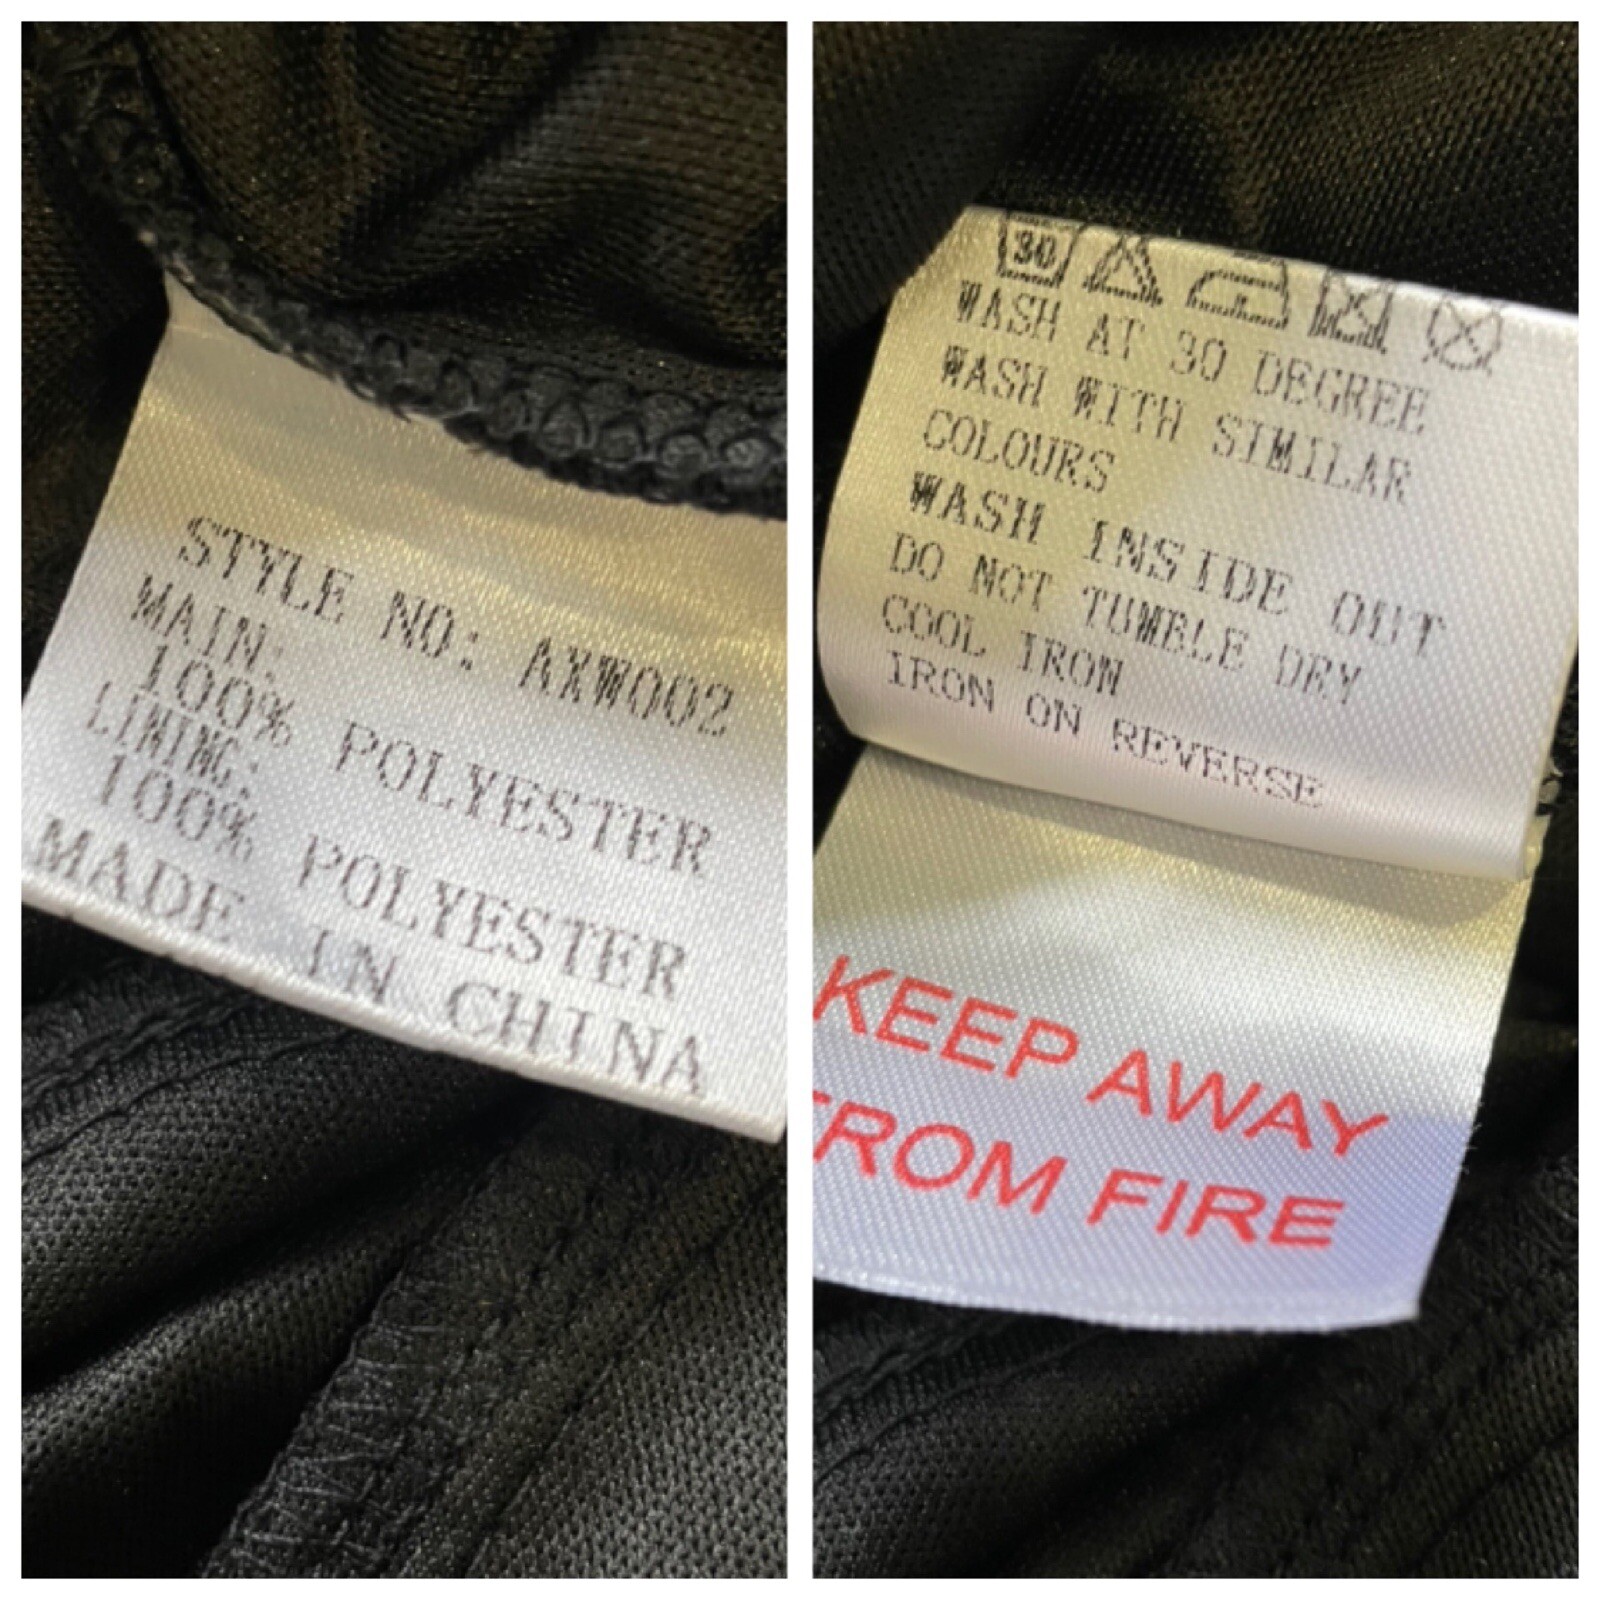 STYLE NO: AXW002
MAIN:
100% POLYESTER
LINING:
100% POLYESTER
MADE IN CHINA
30
WASH AT 30 DEGREE
WASH WITH SIMILAR
COLOURS
WASH INSIDE OUT
DO NOT TUMBLE DRY
COOL IRON
IRON ON REVERSE
KEEP AWAY
FROM FIRE